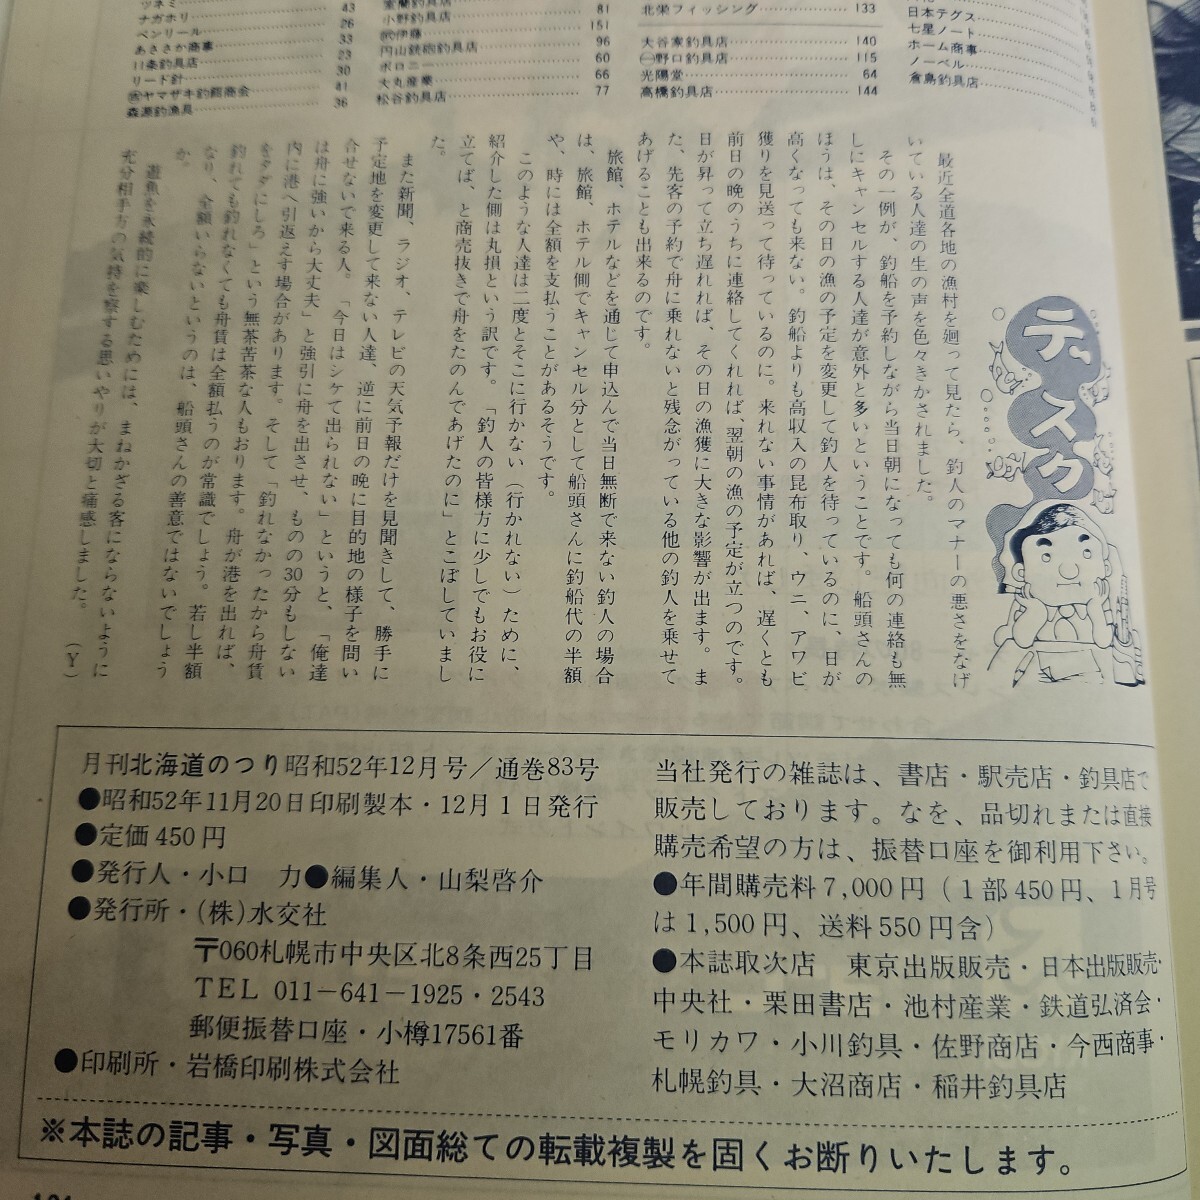 ツネミ 43
ナガホリ 26
ベンリール 33
あささか商事 23
11条釣具店 30
リード針 41
㈲ヤマザキ釣餌商会 36
森源釣漁具
室蘭釣具店 81
小野釣具店 151
㈹伊藤 96
円山銃砲釣具店 60
ボロニー 66
大丸産業 77
松谷釣具店
北栄フィッシング 133
大谷家釣具店 140
㊀野口釣具店 115
光陽堂 64
高橋釣具店 144
日本テグス
七星ノート
ホーム商事
ノーベル
倉島釣具店
デスク
最近全道各地の漁村を廻って見たら、釣人のマナーの悪さをなげ
いている人達の生の声を色々きかされました。
その一例が、釣船を予約しながら当日朝になっても何の連絡も無
しにキャンセルする人達が意外と多いということです。船頭さんの
ほうは、その日の漁の予定を変更して釣人を待っているのに、日が
高くなっても来ない。釣船よりも高収入の昆布取り、ウニ、アワビ
獲りを見送って待っているのに。来れない事情があれば、遅くとも
前日の晩のうちに連絡してくれれば、翌朝の漁の予定が立つのです。
日が昇って立ち遅れれば、その日の漁獲に大きな影響が出ます。ま
た、先客の予約で舟に乗れないと残念がっている他の釣人を乗せて
あげることも出来るのです。
旅館、ホテルなどを通じて申込んで当日無断で来ない釣人の場合
は、旅館、ホテル側でキャンセル分として船頭さんに釣船代の半額
や、時には全額を支払うことがあるそうです。
このような人達は二度とそこに行かない（行かれない）ために、
紹介した側は丸損という訳です。「釣人の皆様方に少しでもお役に
立てば、と商売抜きで舟をたのんであげたのに」とこぼしていまし
た。
また新聞、ラジオ、テレビの天気予報だけを見聞きして、勝手に
予定地を変更して来ない人達、逆に前日の晩に目的地の様子を問い
合せないで来る人。「今日はシケて出られない」というと、「俺達
は舟に強いから大丈夫」と強引に舟を出させ、ものの30分もしない
内に港へ引返えす場合があります。そして「釣れなかったから舟賃
をタダにしろ」という無茶苦茶な人もおります。舟が港を出れば、
釣れても釣れなくても舟賃は全額払うのが常識でしょう。若し半額
なり、全額いらないというのは、船頭さんの善意ではないでしょう
か。
遊魚を永続的に楽しむためには、まねかざる客にならないように
充分相手方の気持を察する思いやりが大切と痛感しました。
（Y）
月刊北海道のつり昭和52年12月号／通巻83号
●昭和52年11月20日印刷製本・12月1日発行
●定価450円
●発行人・小口 力●編集人・山梨啓介
●発行所・(株)水交社
〒060札幌市中央区北8条西25丁目
TEL 011－641－1925・2543
郵便振替口座・小樽17561番
●印刷所・岩橋印刷株式会社
当社発行の雑誌は、書店・駅売店・釣具店で
販売しております。なを、品切れまたは直接
購売希望の方は、振替口座を御利用下さい。
●年間購売料7,000円（1部450円、1月号
は1,500円、送料550円含）
●本誌取次店 東京出版販売・日本出版販売・
中央社・栗田書店・池村産業・鉄道弘済会・
モリカワ・小川釣具・佐野商店・今西商事・
札幌釣具・大沼商店・稲井釣具店
※本誌の記事・写真・図面総ての転載複製を固くお断りいたします。